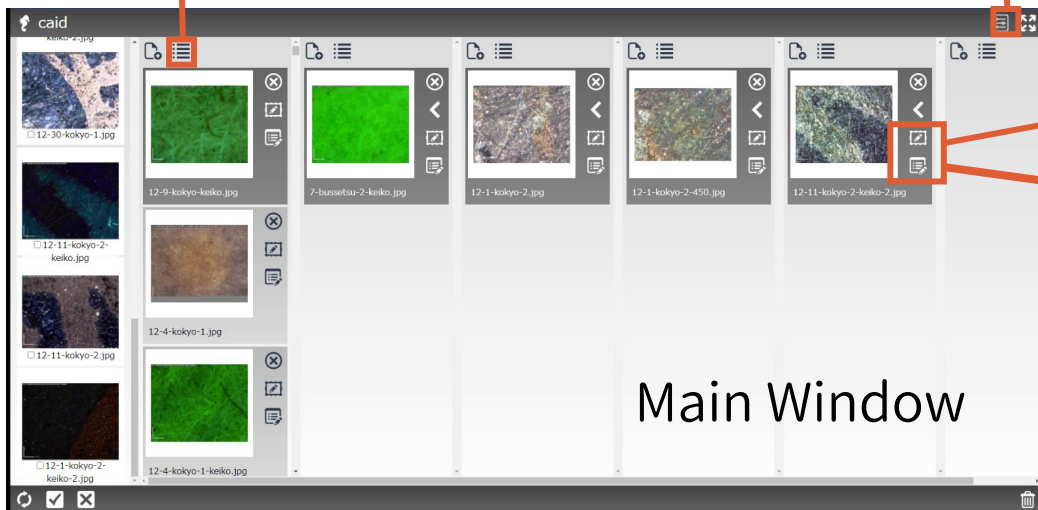 caid
keiko-2.jpg
12-30-kokyo-1.jpg
12-11-kokyo-2-
keiko.jpg
12-11-kokyo-2.jpg
12-1-kokyo-2-
keiko-2.jpg
12-9-kokyo-keiko.jpg
7-bussetsu-2-keiko.jpg
12-1-kokyo-2.jpg
12-1-kokyo-2-450.jpg
12-11-kokyo-2-keiko-2.jpg
12-4-kokyo-1.jpg
12-4-kokyo-1-keiko.jpg
Main Window